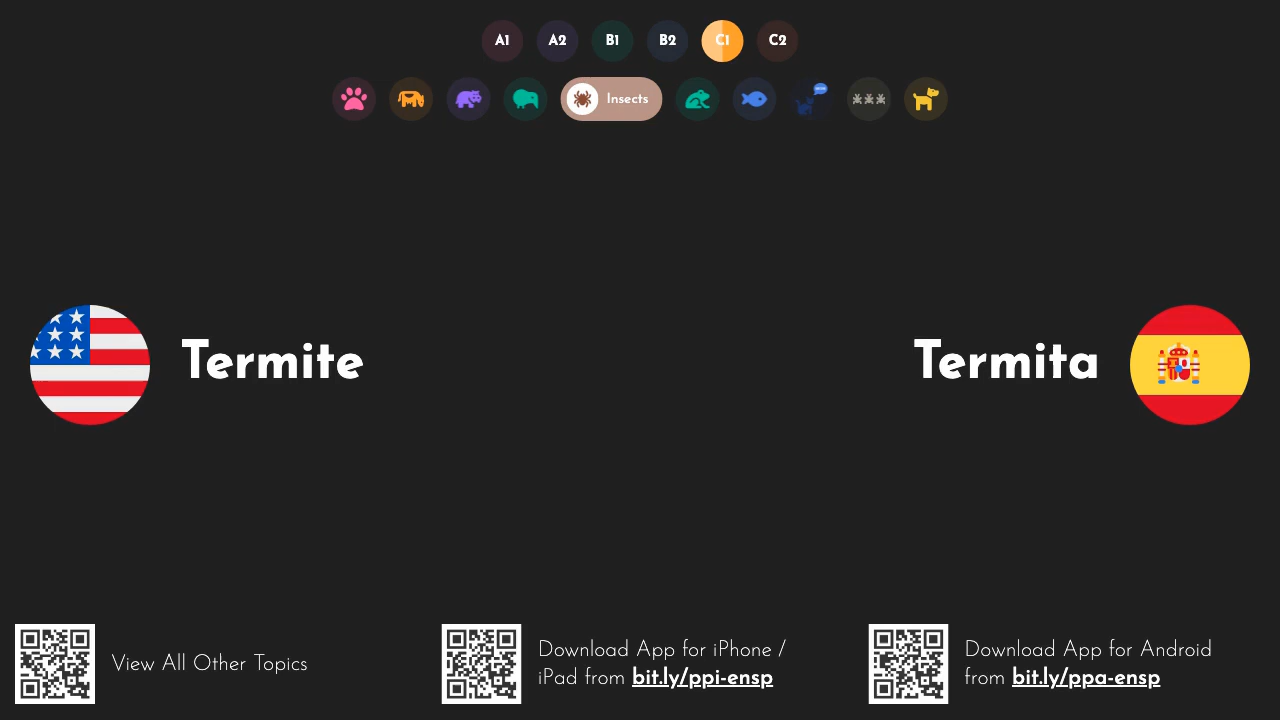 A1 A2 B1 B2 C1 C2
Insects
Termite
Termita
View All Other Topics
Download App for iPhone /
iPad from bit.ly/ppi-ensp
Download App for Android
from bit.ly/ppa-ensp